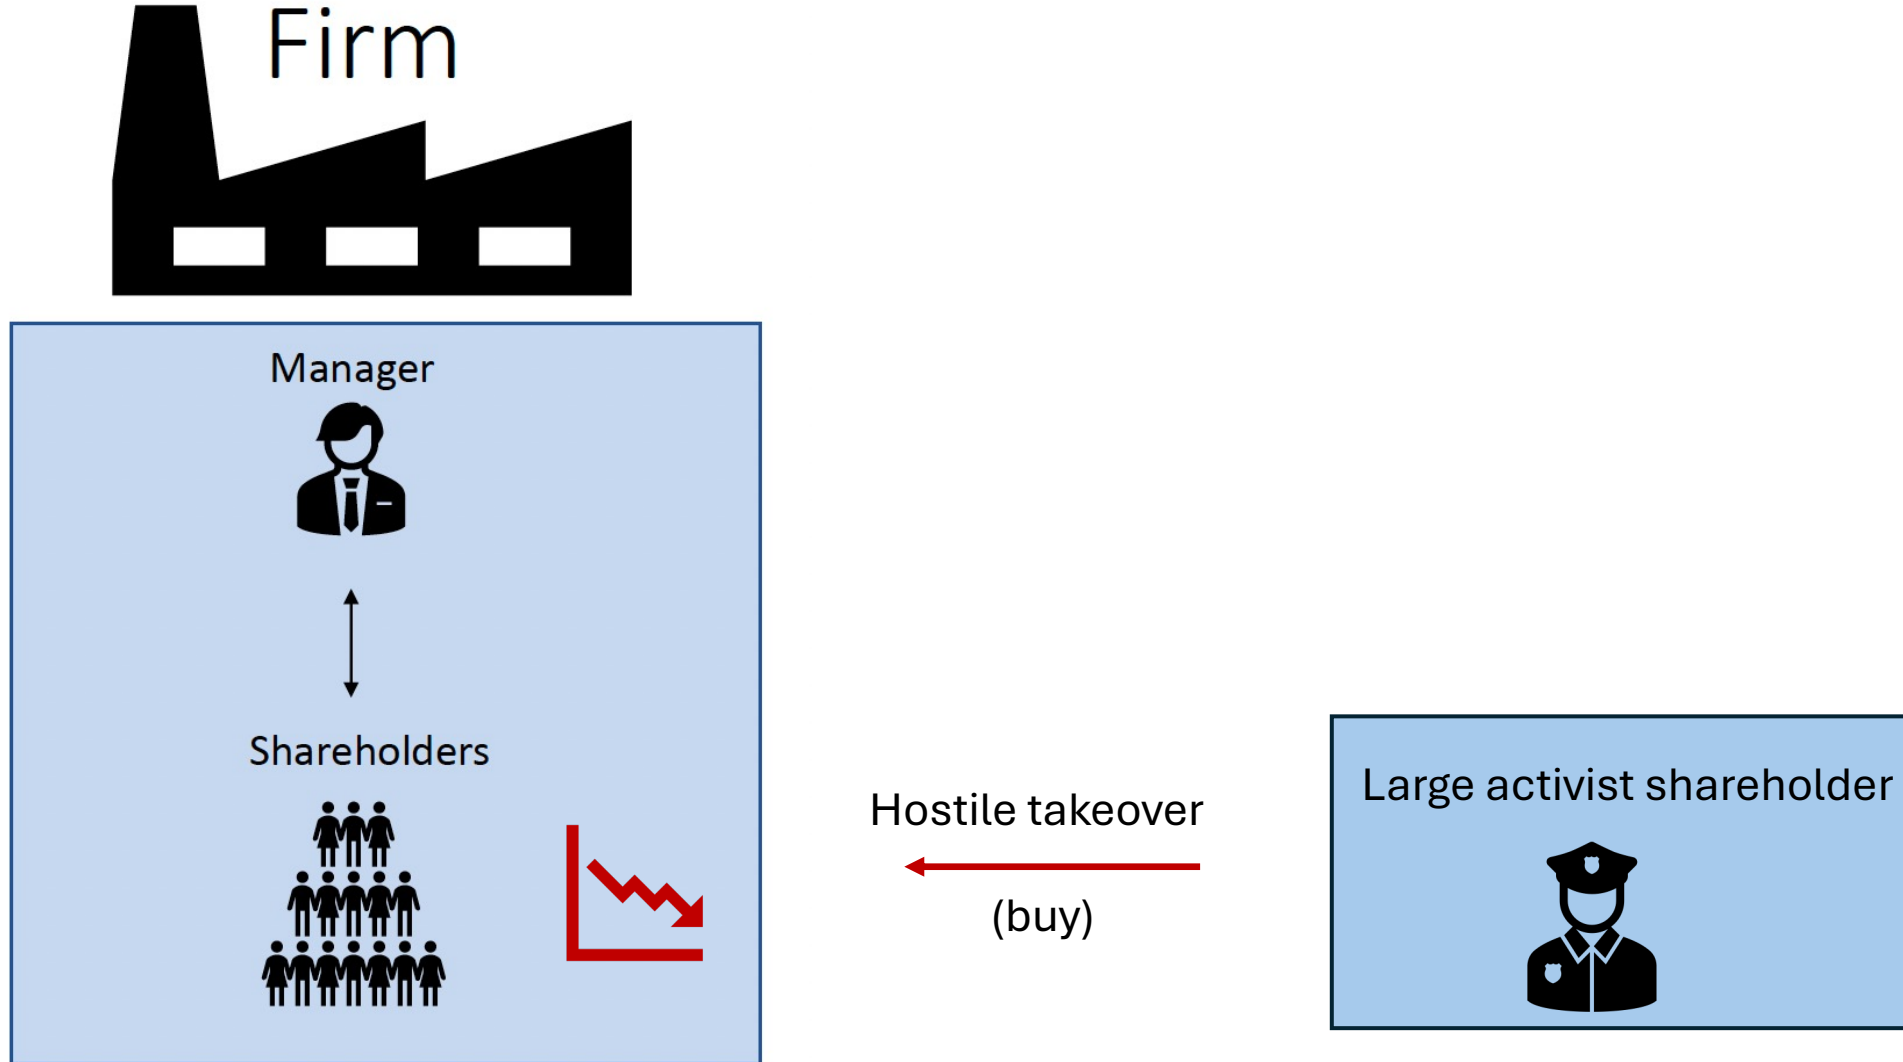 Firm
Manager
Shareholders
Hostile takeover
(buy)
Large activist shareholder